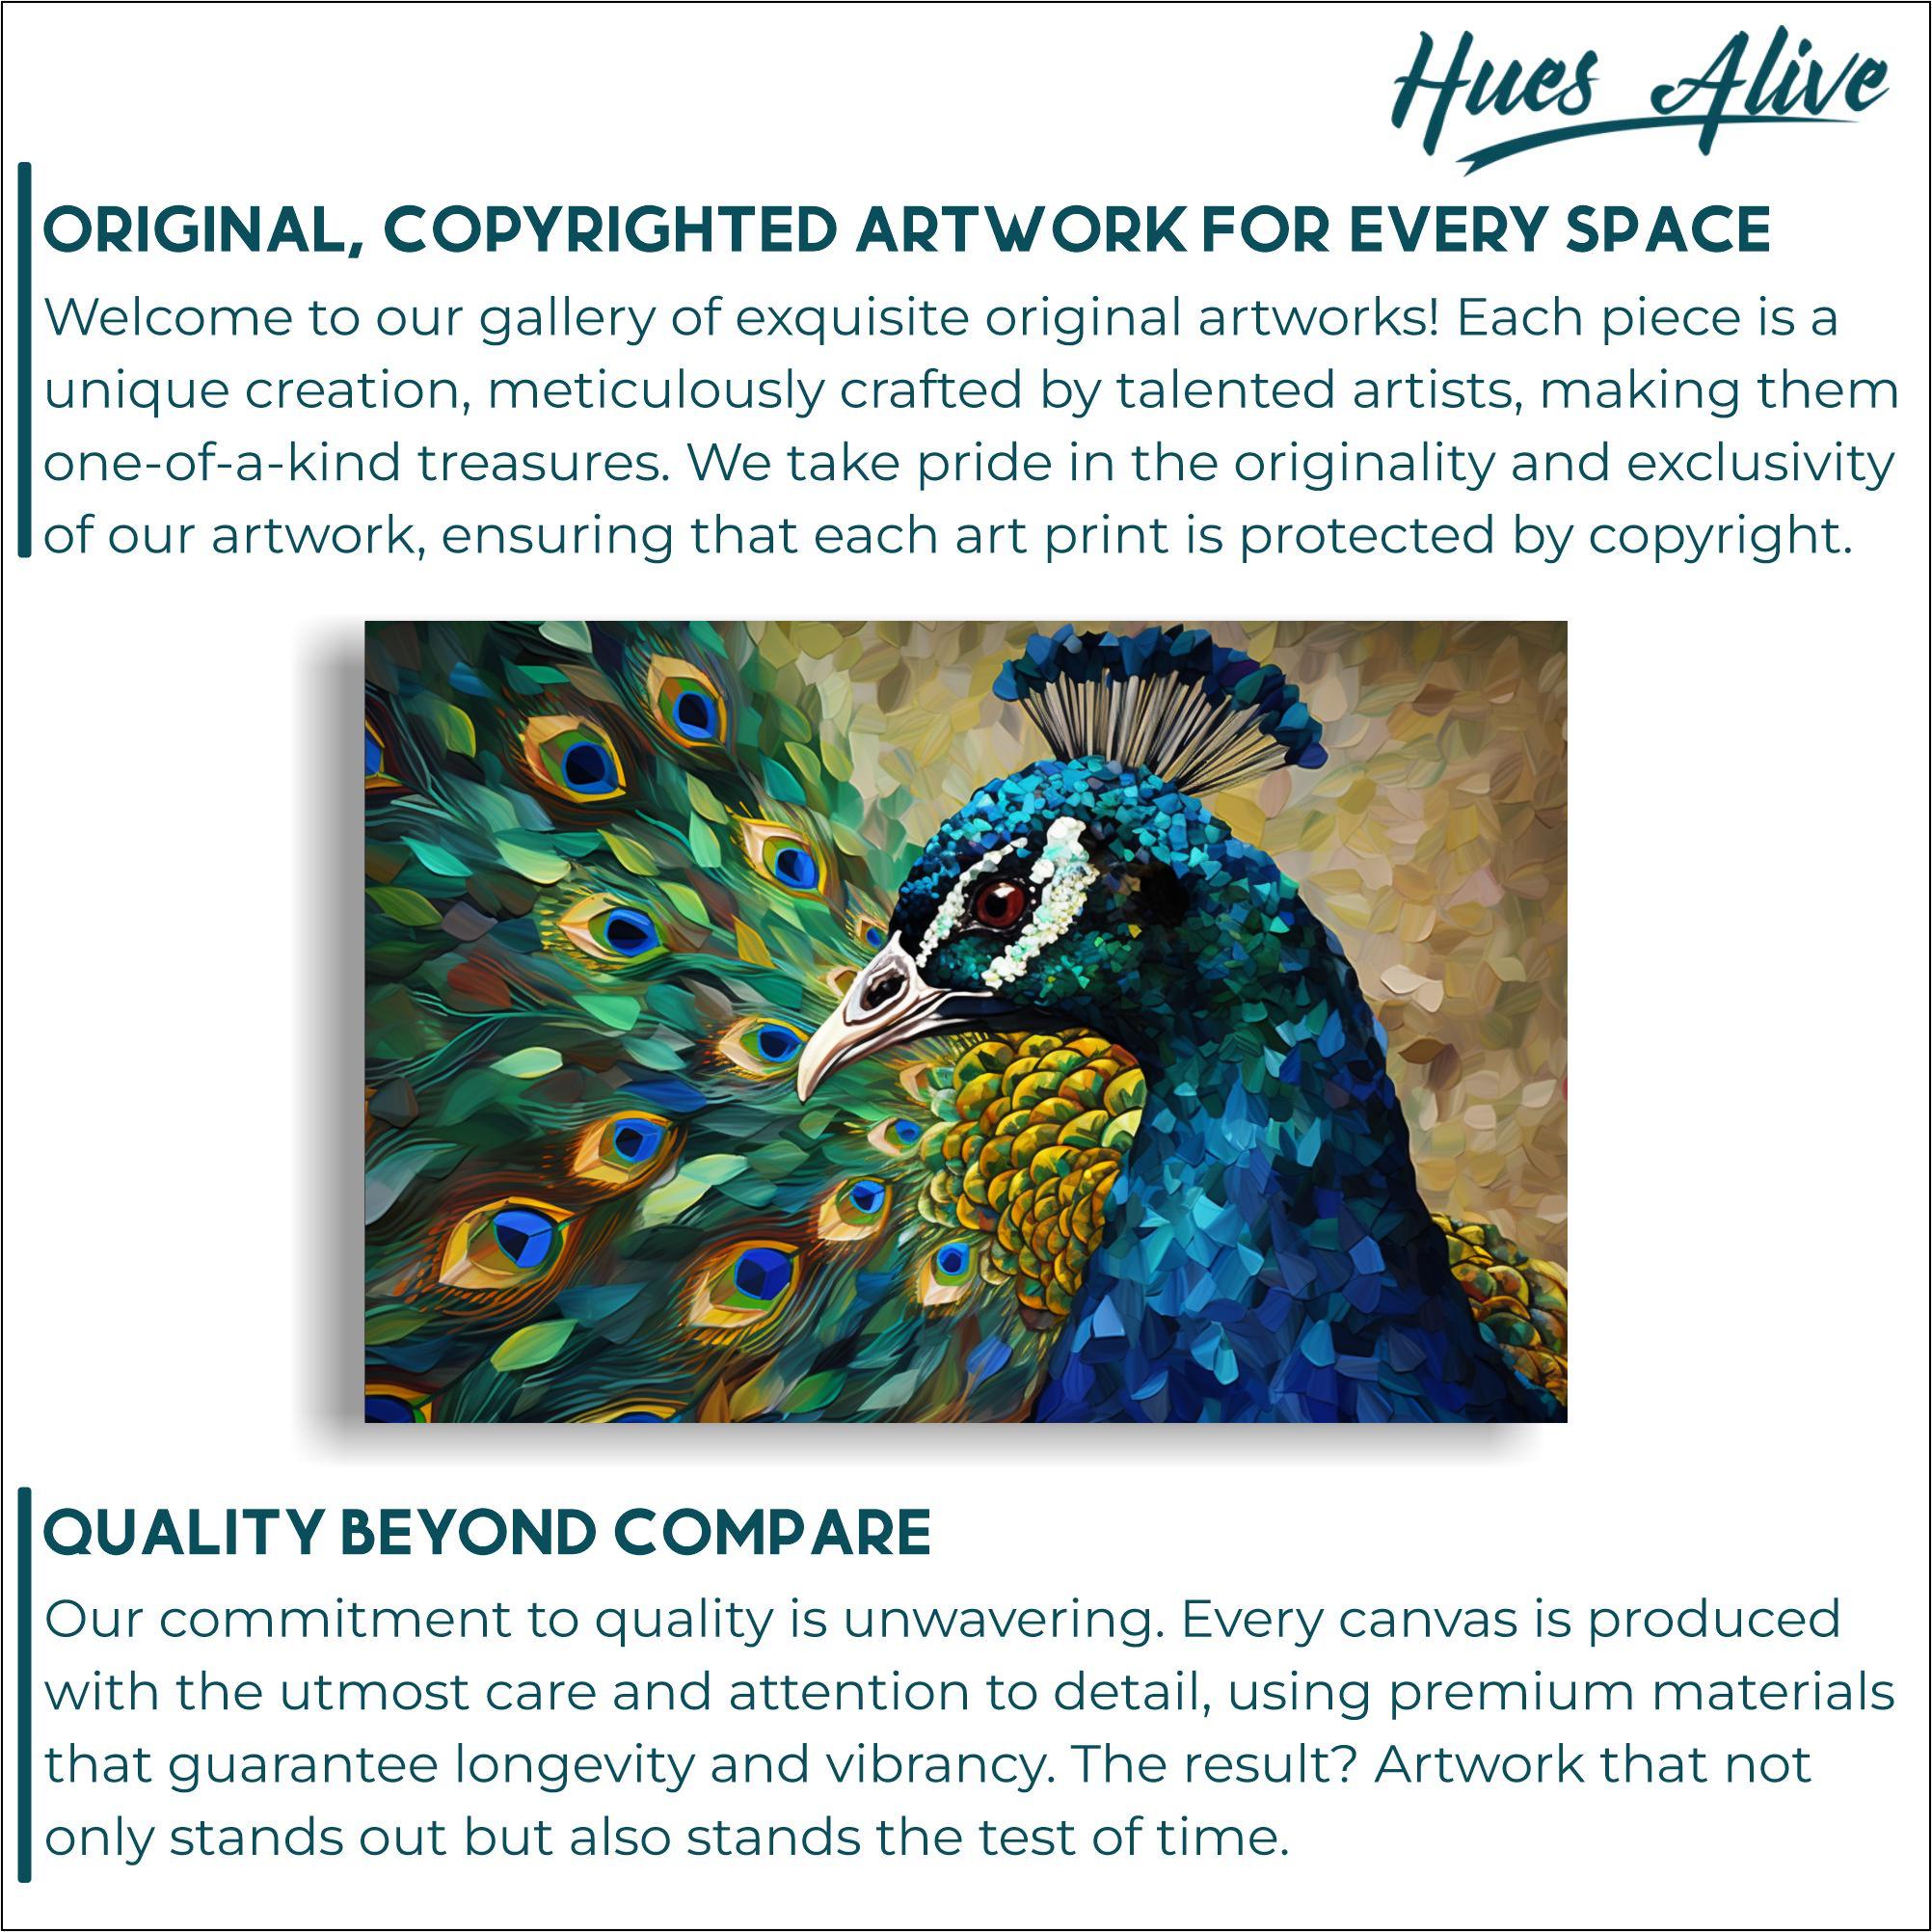 Hues Alive
ORIGINAL, COPYRIGHTED ARTWORK FOR EVERY SPACE
Welcome to our gallery of exquisite original artworks! Each piece is a
unique creation, meticulously crafted by talented artists, making them
one-of-a-kind treasures. We take pride in the originality and exclusivity
of our artwork, ensuring that each art print is protected by copyright.
QUALITY BEYOND COMPARE
Our commitment to quality is unwavering. Every canvas is produced
with the utmost care and attention to detail, using premium materials
that guarantee longevity and vibrancy. The result? Artwork that not
only stands out but also stands the test of time.